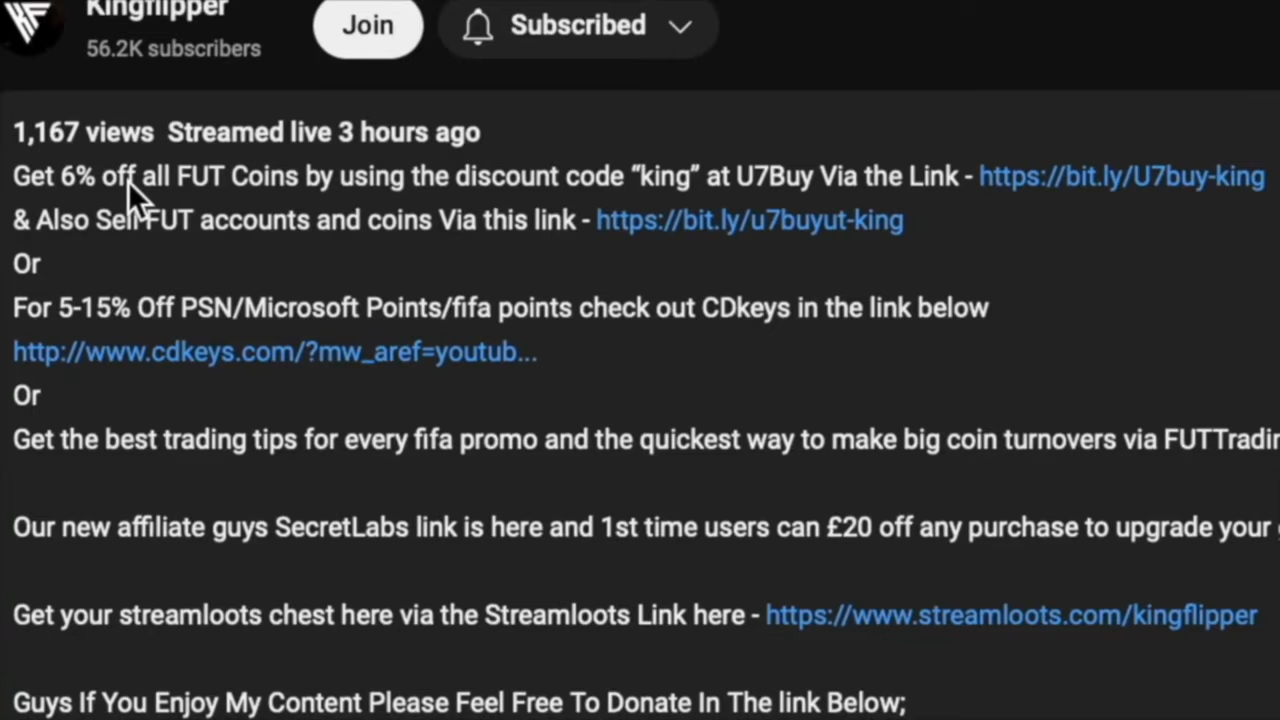 Kingflipper
56.2K subscribers
Join
Subscribed
1,167 views Streamed live 3 hours ago
Get 6% off all FUT Coins by using the discount code “king” at U7Buy Via the Link - https://bit.ly/U7buy-king
& Also Sell FUT accounts and coins Via this link - https://bit.ly/u7buyut-king
Or
For 5-15% Off PSN/Microsoft Points/fifa points check out CDkeys in the link below
http://www.cdkeys.com/?mw_aref=youtub...
Or
Get the best trading tips for every fifa promo and the quickest way to make big coin turnovers via FUTTradin
Our new affiliate guys SecretLabs link is here and 1st time users can £20 off any purchase to upgrade your
Get your streamloots chest here via the Streamloots Link here - https://www.streamloots.com/kingflipper
Guys If You Enjoy My Content Please Feel Free To Donate In The link Below;